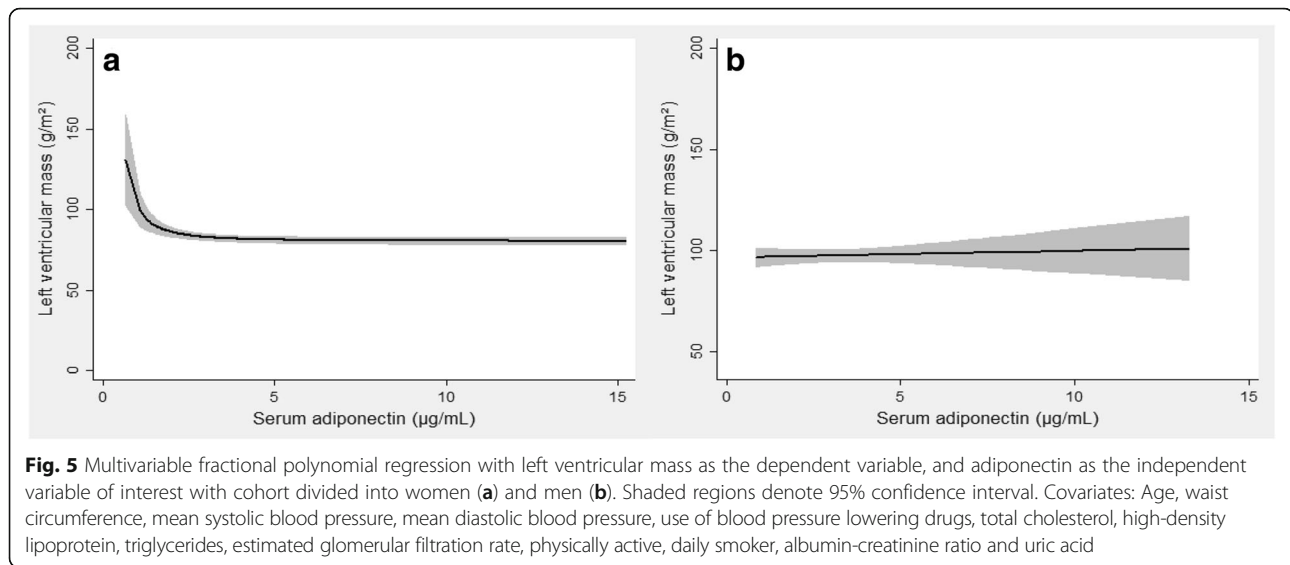 a
200
150
100
50
0
Left ventricular mass (g/m²)
0 5 10 15
Serum adiponectin (µg/mL)
b
200
150
100
50
Left ventricular mass (g/m²)
0 5 10 15
Serum adiponectin (µg/mL)
Fig. 5 Multivariable fractional polynomial regression with left ventricular mass as the dependent variable, and adiponectin as the independent
variable of interest with cohort divided into women (a) and men (b). Shaded regions denote 95% confidence interval. Covariates: Age, waist
circumference, mean systolic blood pressure, mean diastolic blood pressure, use of blood pressure lowering drugs, total cholesterol, high-density
lipoprotein, triglycerides, estimated glomerular filtration rate, physically active, daily smoker, albumin-creatinine ratio and uric acid